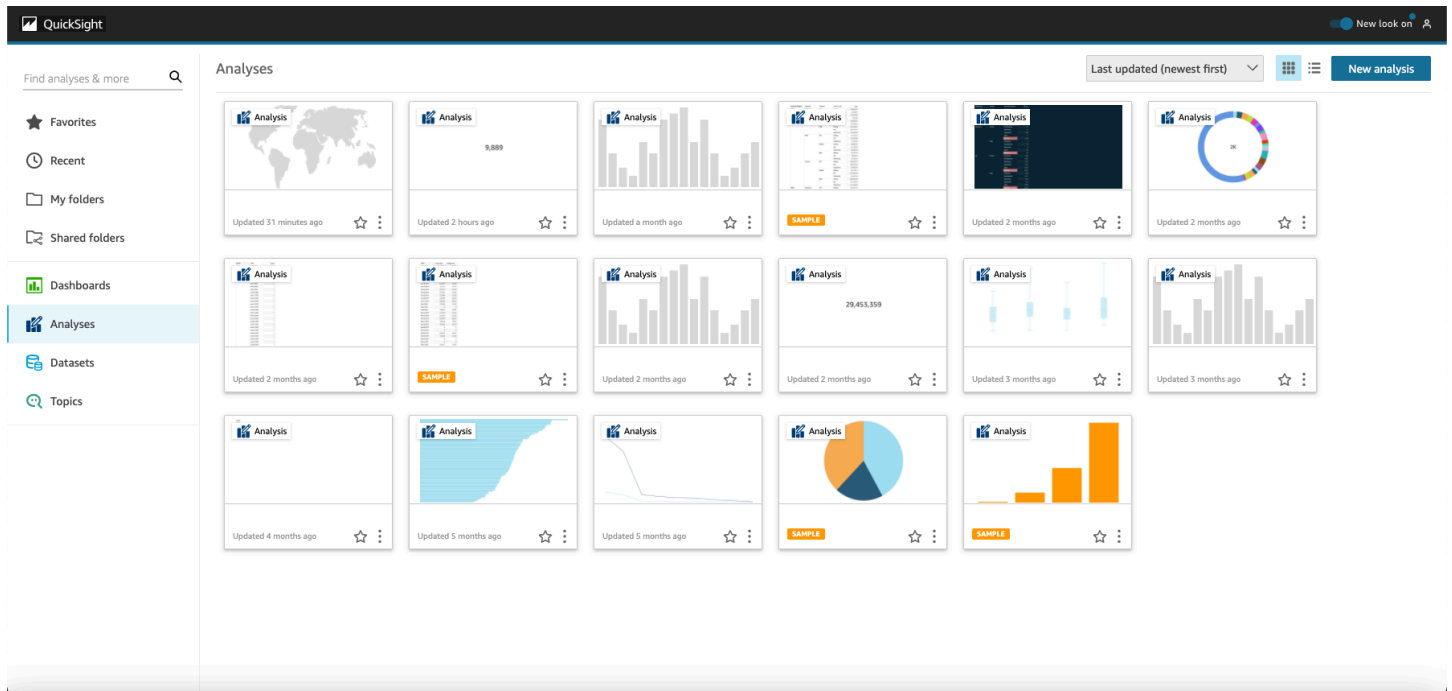 QuickSight
New look on
Find analyses & more
Analyses
Last updated (newest first)
New analysis
Favorites
Recent
My folders
Shared folders
Dashboards
Analyses
Datasets
Topics
Analysis
Analysis
9,889
Analysis
Analysis
Analysis
Analysis
2K
Updated 31 minutes ago
Updated 2 hours ago
Updated a month ago
SAMPLE
Updated 2 months ago
Updated 2 months ago
Analysis
Analysis
Analysis
Analysis
29,453,359
Analysis
Analysis
Updated 2 months ago
SAMPLE
Updated 2 months ago
Updated 2 months ago
Updated 3 months ago
Updated 3 months ago
Analysis
Analysis
Analysis
Analysis
Analysis
Updated 4 months ago
Updated 5 months ago
Updated 5 months ago
SAMPLE
SAMPLE